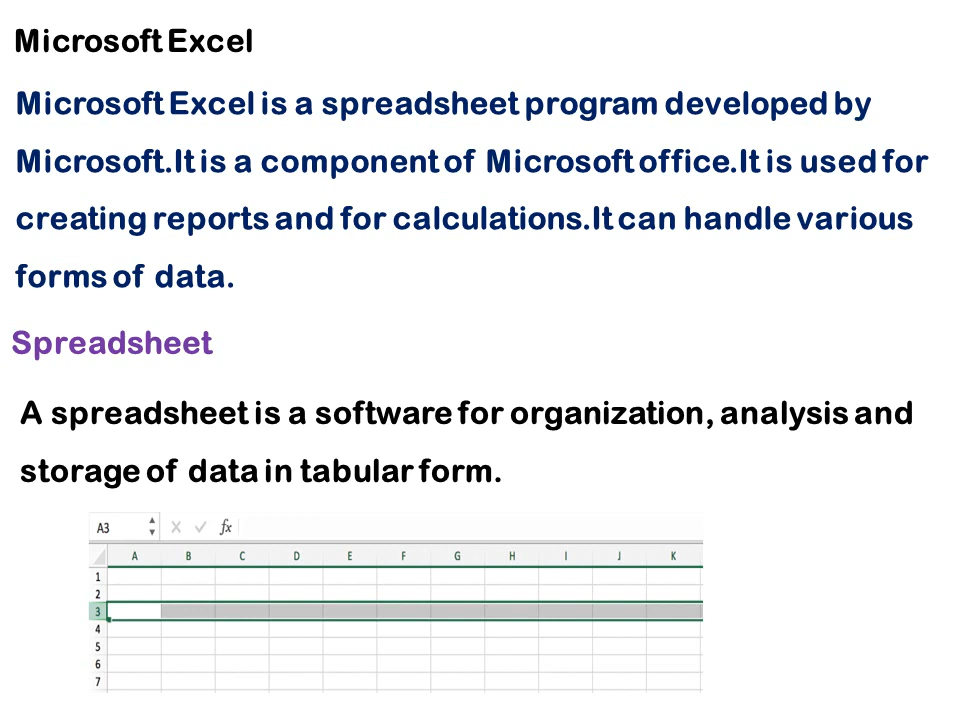 Microsoft Excel
Microsoft Excel is a spreadsheet program developed by
Microsoft.It is a component of Microsoft office.It is used for
creating reports and for calculations.It can handle various
forms of data.
Spreadsheet
A spreadsheet is a software for organization, analysis and
storage of data in tabular form.
A3 fx
A B C D E F G H I J K
1
2
3
4
5
6
7